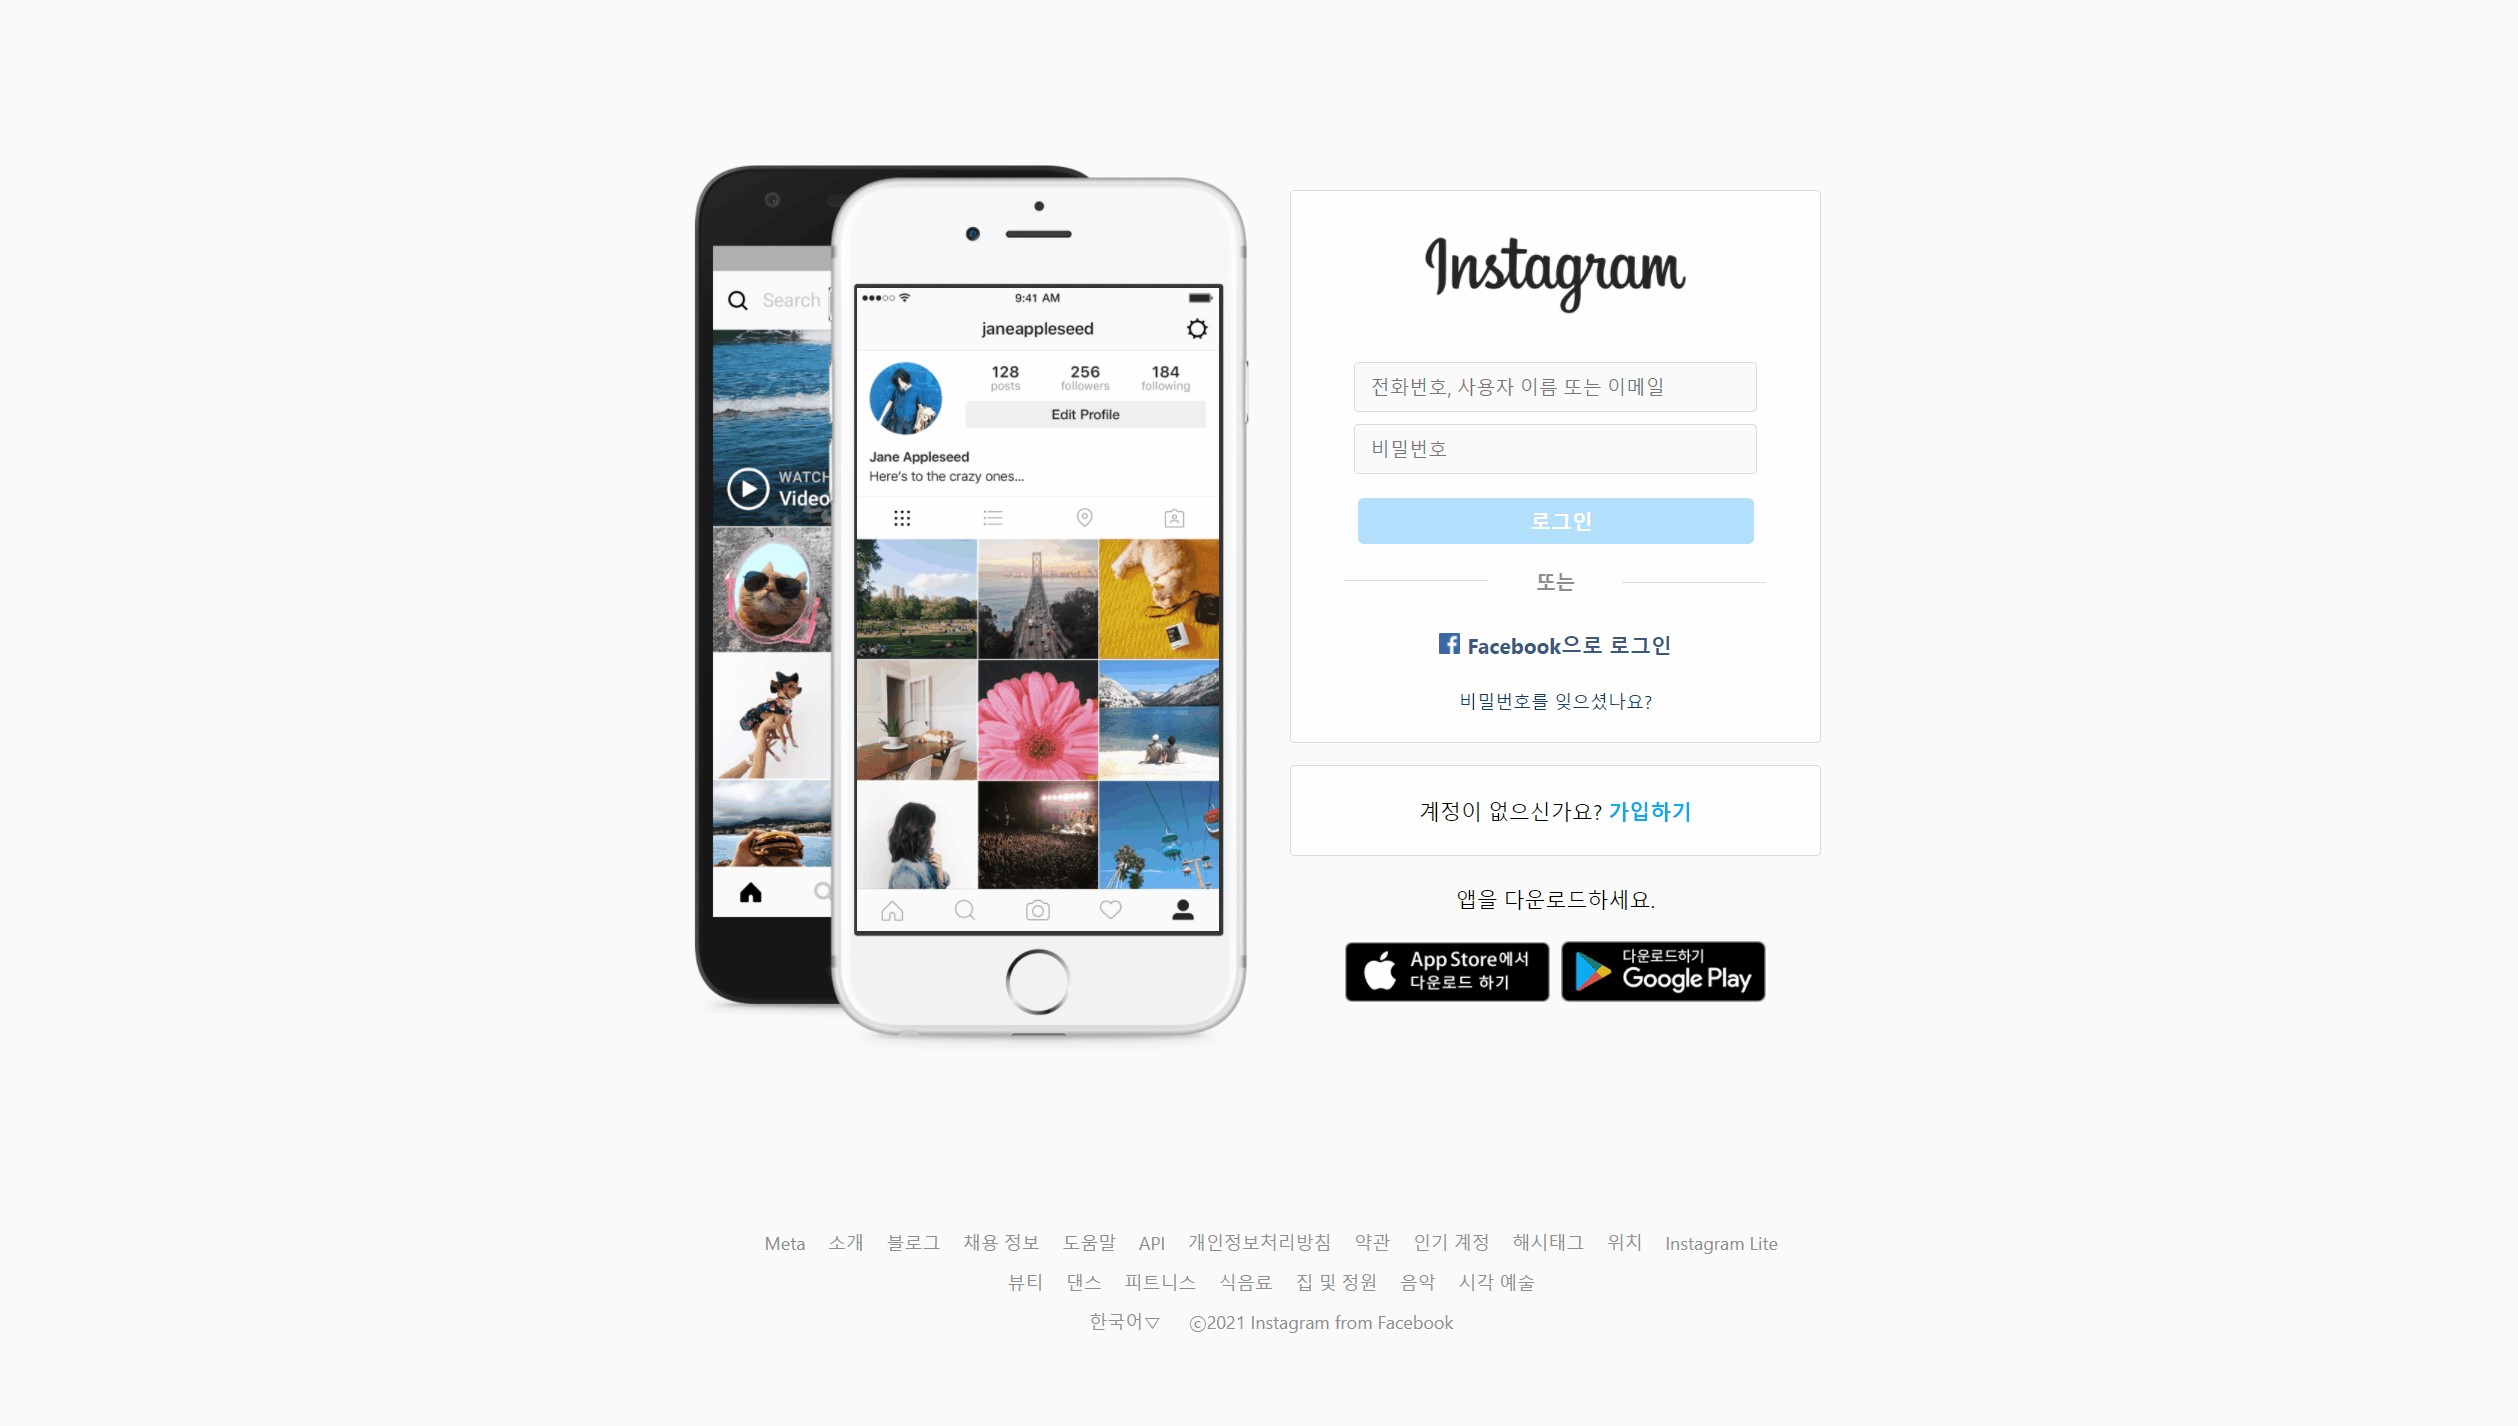 Search
WATCH
Video
9:41 AM
janeappleseed
128 256 184
posts followers following
Edit Profile
Jane Appleseed
Here's to the crazy ones...
Instagram
전화번호, 사용자 이름 또는 이메일
비밀번호
로그인
또는
Facebook으로 로그인
비밀번호를 잊으셨나요?
계정이 없으신가요? 가입하기
앱을 다운로드하세요.
App Store에서
다운로드 하기
다운로드하기
Google Play
Meta 소개 블로그 채용 정보 도움말 API 개인정보처리방침 약관 인기 계정 해시태그 위치 Instagram Lite
뷰티 댄스 피트니스 식음료 집 및 정원 음악 시각 예술
한국어▽ ⓒ2021 Instagram from Facebook